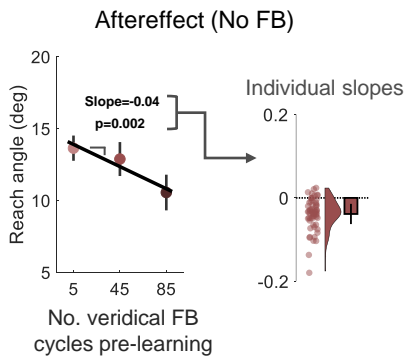 Aftereffect (No FB)
Reach angle (deg)
20
15
10
5
Slope=-0.04
p=0.002
5 45 85
No. veridical FB
cycles pre-learning
Individual slopes
0.2
0
-0.2